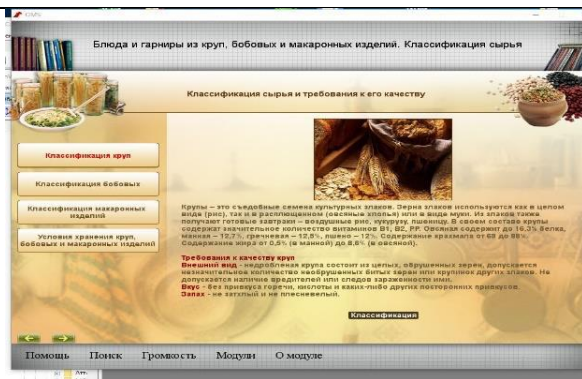 ОМS
Блюда и гарниры из круп, бобовых и макаронных изделий. Классификация сырья
Классификация сырья и требования к его качеству
Классификация круп
Классификация бобовых
Классификация макаронных
изделий
Условия хранения круп,
бобовых и макаронных изделий
Крупы – это съедобные семена культурных злаков. Зерна злаков используются как в целом
виде (рис), так и в расплющенном (овсяные хлопья) или в виде муки. Из злаков также
получают готовые завтраки – воздушные рис, кукурузу, пшеницу. В своем составе крупы
содержат значительное количество витаминов В1, В2, РР. Овсяная содержит до 16,3% белка,
манная – 12,7%, гречневая – 12,5%, пшено – 12%. Содержание крахмала от 68 до 86%.
Содержание жира от 0,5% (в манной) до 8,6% (в овсяной).
Требования к качеству круп
Внешний вид - недробленая крупа состоит из целых, обрушенных зерен, допускается
незначительное количество необрушенных битых зерен или крупинок других злаков. Не
допускается наличие вредителей или следов зараженности ими.
Вкус - без привкуса горечи, кислоты и каких-либо других посторонних привкусов.
Запах - не затхлый и не плесневелый.
Классификация
Помощь Поиск Громкость Модули О модуле